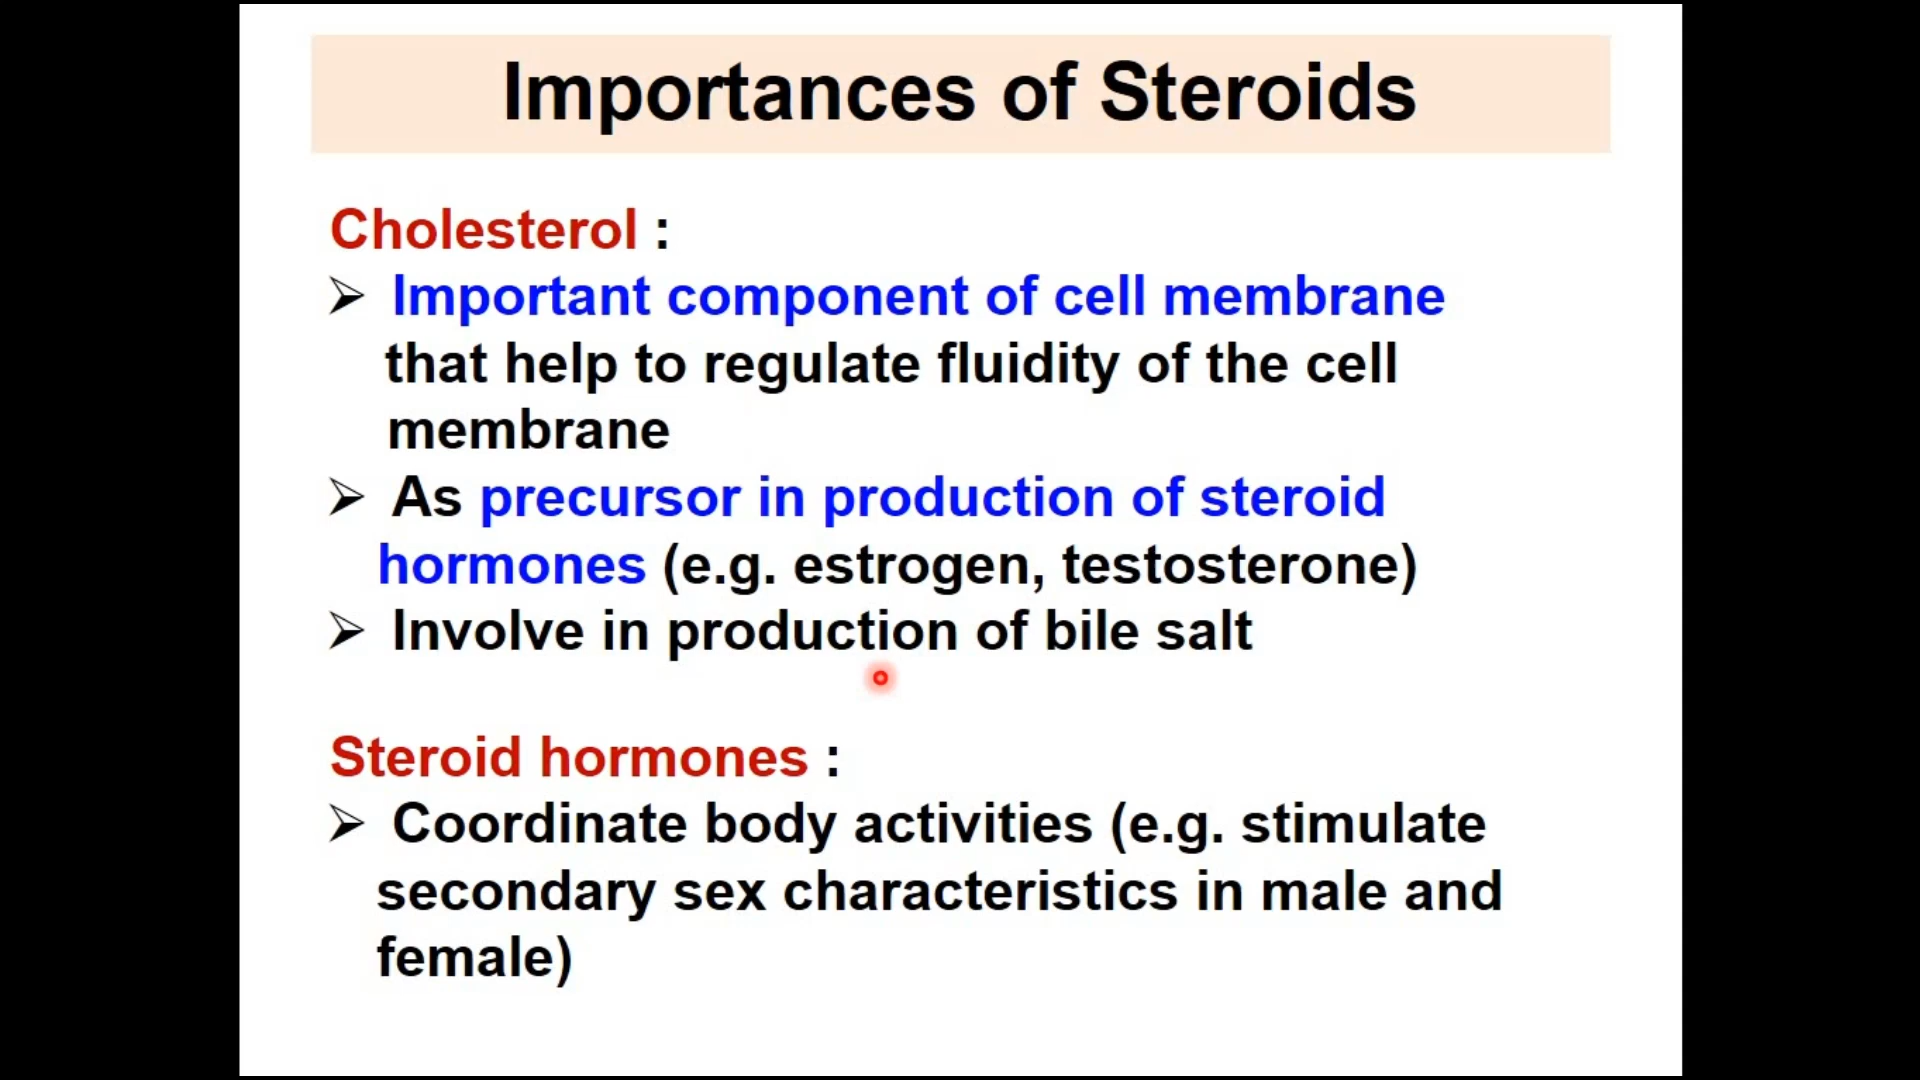 Importances of Steroids
Cholesterol :
➢ Important component of cell membrane
that help to regulate fluidity of the cell
membrane
➢ As precursor in production of steroid
hormones (e.g. estrogen, testosterone)
➢ Involve in production of bile salt
Steroid hormones :
➢ Coordinate body activities (e.g. stimulate
secondary sex characteristics in male and
female)